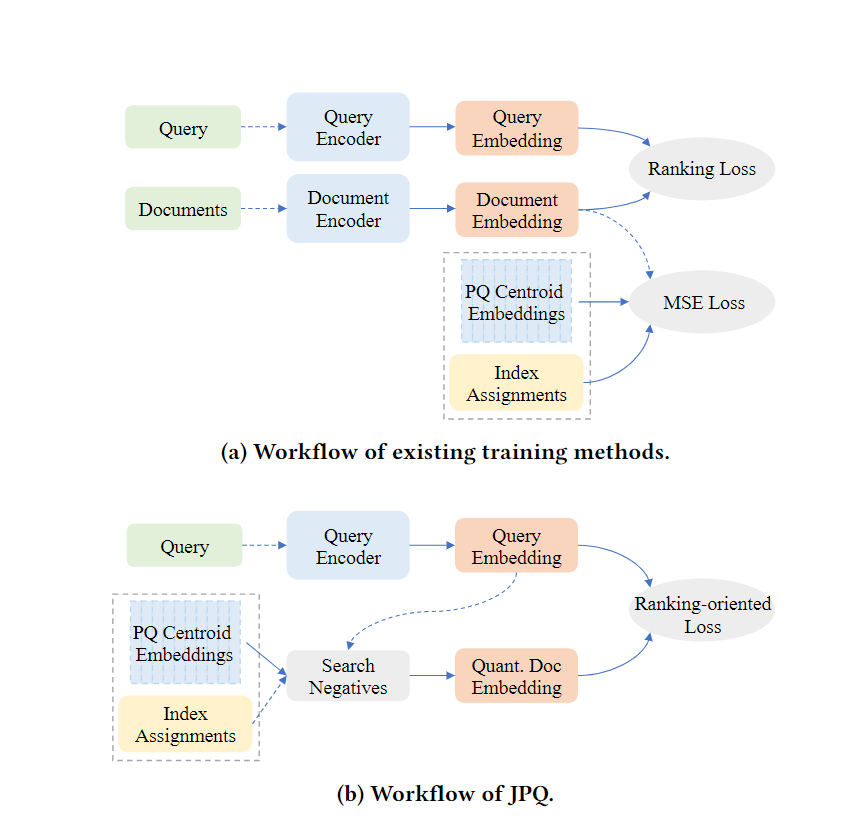 Query
Query
Encoder
Query
Embedding
Ranking Loss
Documents
Document
Encoder
Document
Embedding
PQ Centroid
Embeddings
MSE Loss
Index
Assignments
(a) Workflow of existing training methods.
Query
Query
Encoder
Query
Embedding
Ranking-oriented
Loss
PQ Centroid
Embeddings
Search
Negatives
Quant. Doc
Embedding
Index
Assignments
(b) Workflow of JPQ.